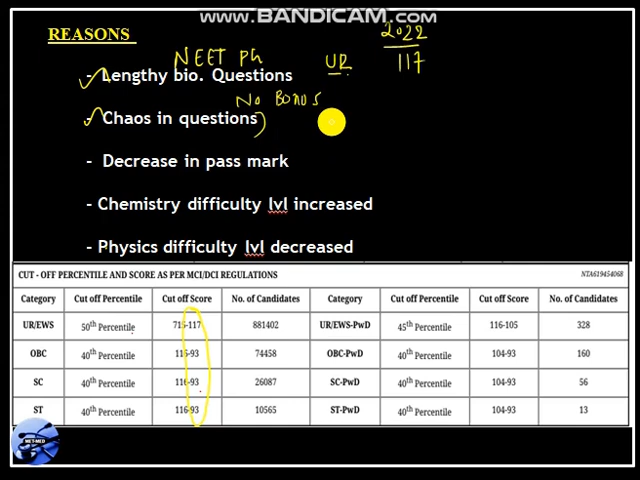 www.BANDICAM.com
REASONS
2022
NEET PG UR 117
- Lengthy bio. Questions
No Bonus
- Chaos in questions
- Decrease in pass mark
- Chemistry difficulty lvl increased
- Physics difficulty lvl decreased
CUT - OFF PERCENTILE AND SCORE AS PER MCI/DCI REGULATIONS NTA619454068
Category Cut off Percentile Cut off Score No. of Candidates Category Cut off Percentile Cut off Score No. of Candidates
UR/EWS 50th Percentile 715-117 881402 UR/EWS-PwD 45th Percentile 116-105 328
OBC 40th Percentile 116-93 74458 OBC-PwD 40th Percentile 104-93 160
SC 40th Percentile 116-93 26087 SC-PwD 40th Percentile 104-93 56
ST 40th Percentile 116-93 10565 ST-PwD 40th Percentile 104-93 13
MET-MED